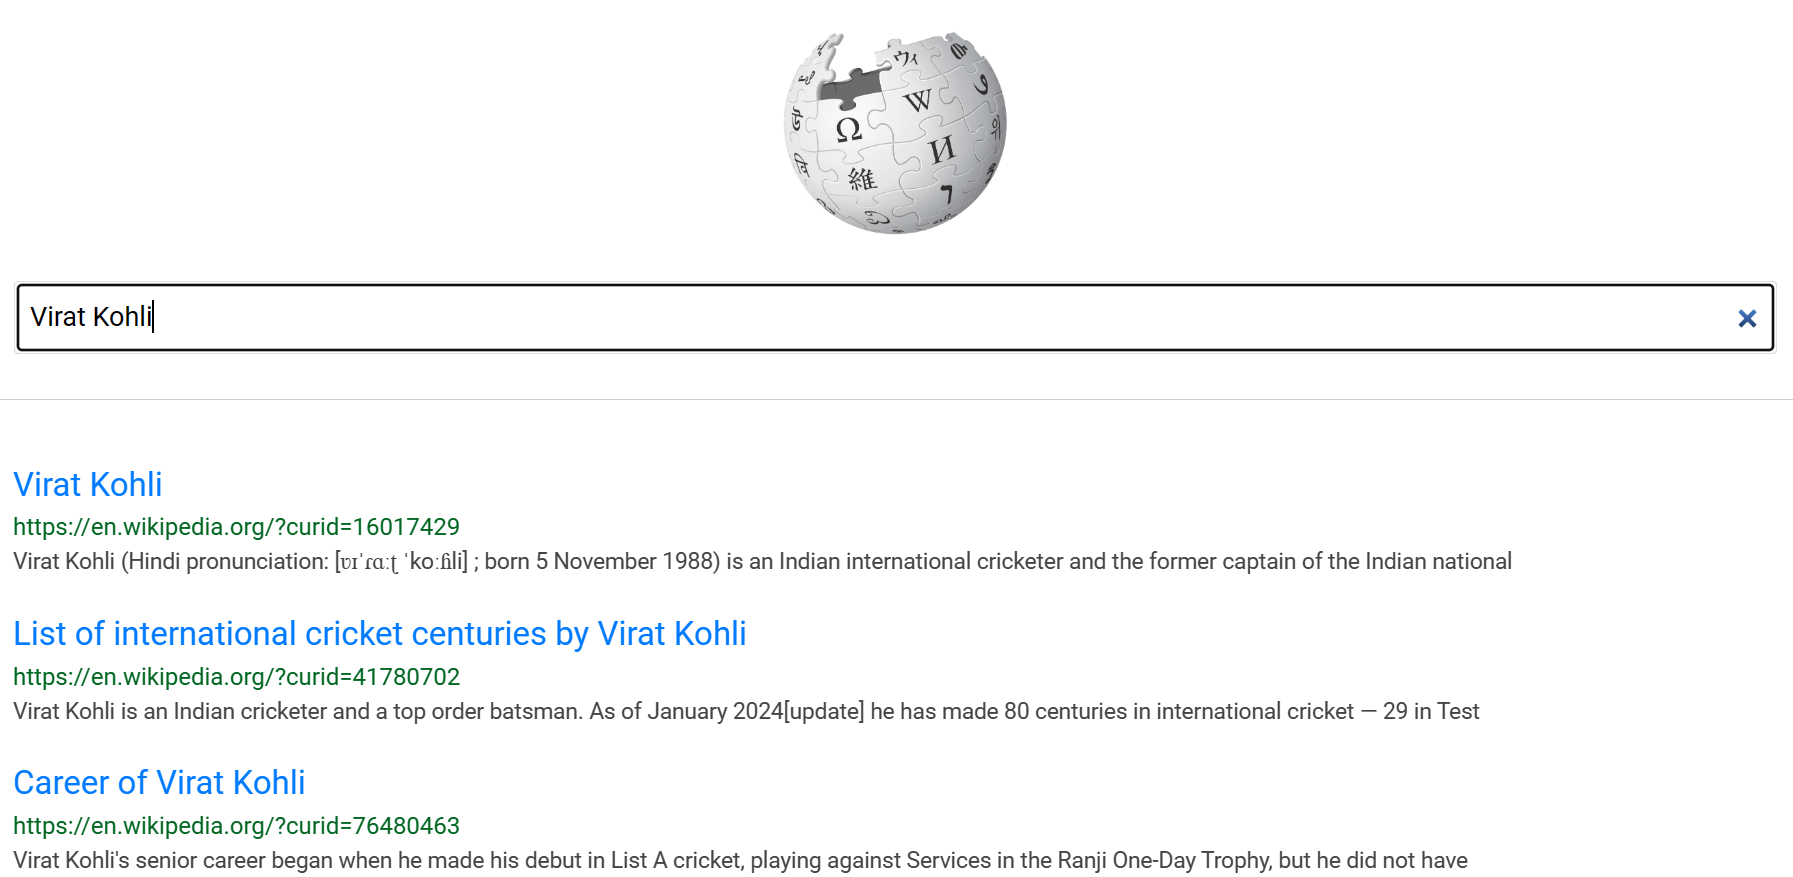 Ω
W
И
維
ウィ
Virat Kohli
×
Virat Kohli
https://en.wikipedia.org/?curid=16017429
Virat Kohli (Hindi pronunciation: [ʋɪˈɾɑːʈ ˈkoːɦli] ; born 5 November 1988) is an Indian international cricketer and the former captain of the Indian national
List of international cricket centuries by Virat Kohli
https://en.wikipedia.org/?curid=41780702
Virat Kohli is an Indian cricketer and a top order batsman. As of January 2024[update] he has made 80 centuries in international cricket — 29 in Test
Career of Virat Kohli
https://en.wikipedia.org/?curid=76480463
Virat Kohli's senior career began when he made his debut in List A cricket, playing against Services in the Ranji One-Day Trophy, but he did not have